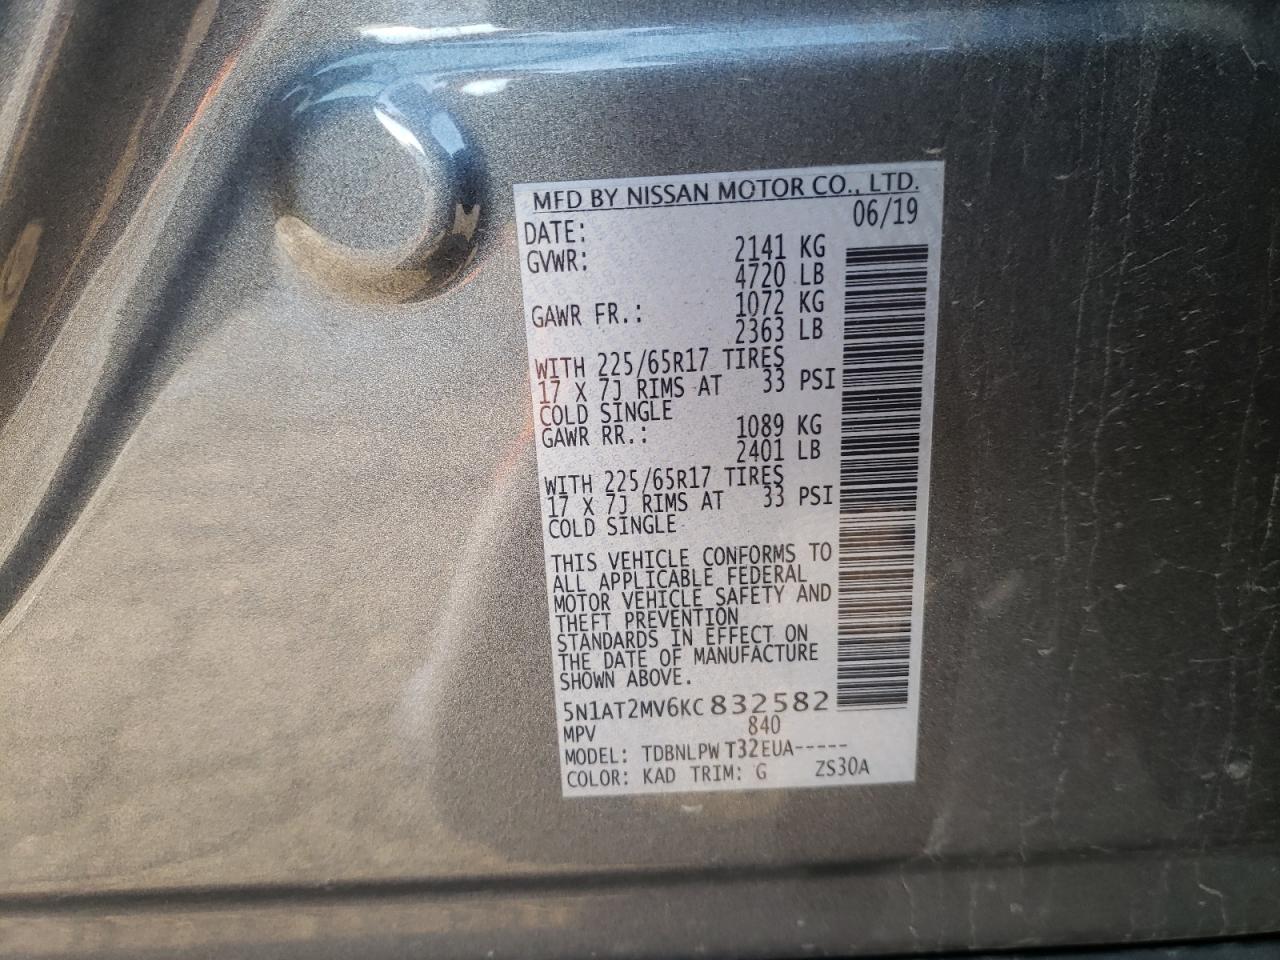 MFD BY NISSAN MOTOR CO., LTD.
DATE: 06/19
GVWR: 2141 KG
4720 LB
GAWR FR.: 1072 KG
2363 LB
WITH 225/65R17 TIRES
17 X 7J RIMS AT 33 PSI
COLD SINGLE
GAWR RR.: 1089 KG
2401 LB
WITH 225/65R17 TIRES
17 X 7J RIMS AT 33 PSI
COLD SINGLE
THIS VEHICLE CONFORMS TO
ALL APPLICABLE FEDERAL
MOTOR VEHICLE SAFETY AND
THEFT PREVENTION
STANDARDS IN EFFECT ON
THE DATE OF MANUFACTURE
SHOWN ABOVE.
5N1AT2MV6KC832582
MPV 840
MODEL: TDBNLPW T32EUA-----
COLOR: KAD TRIM: G ZS30A